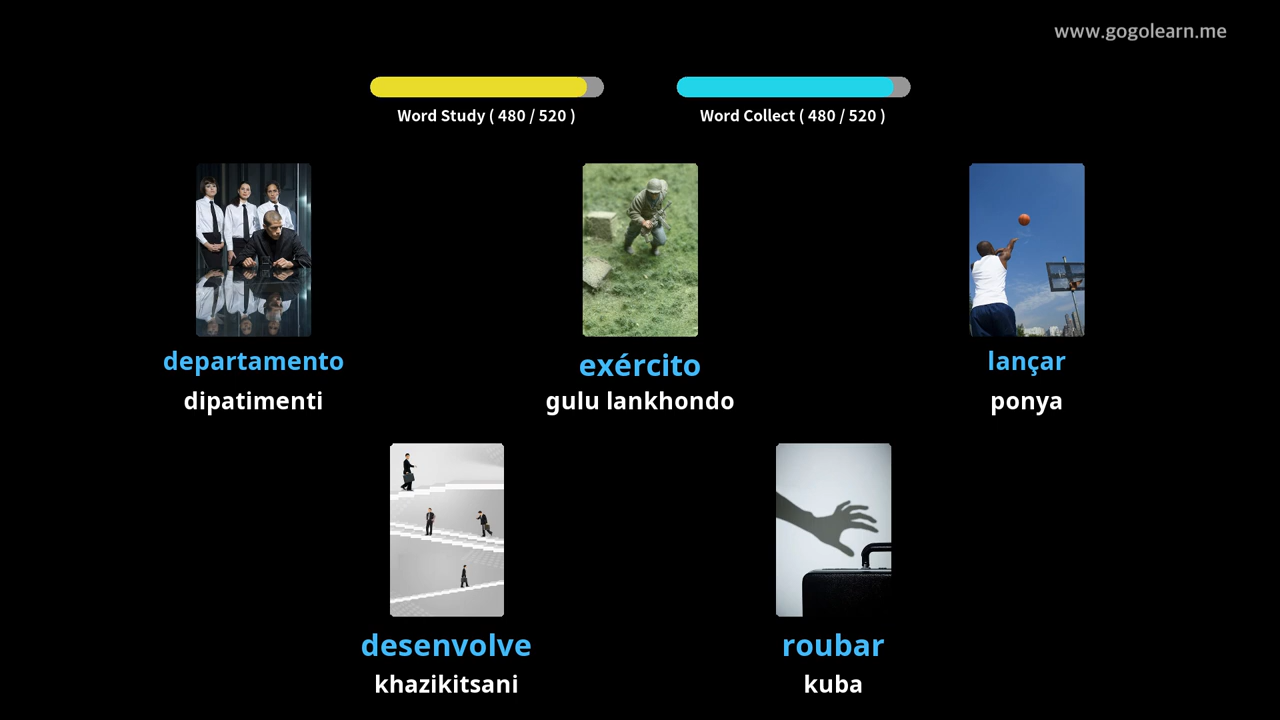 www.gogolearn.me
Word Study ( 480 / 520 )
Word Collect ( 480 / 520 )
departamento
dipatimenti
exército
gulu lankhondo
lançar
ponya
desenvolve
khazikitsani
roubar
kuba